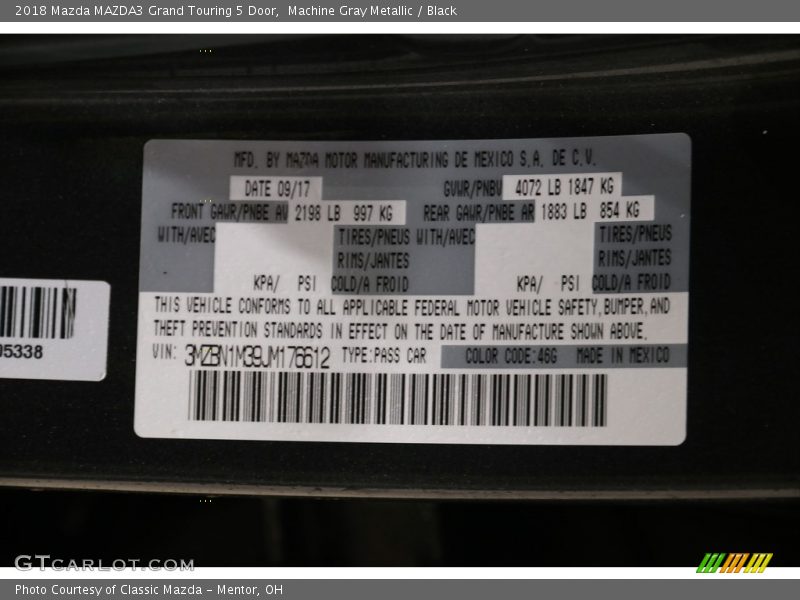 2018 Mazda MAZDA3 Grand Touring 5 Door, Machine Gray Metallic / Black
MFD. BY MAZDA MOTOR MANUFACTURING DE MEXICO S.A. DE C.V.
DATE 09/17 GVWR/PNBV 4072 LB 1847 KG
FRONT GAWR/PNBE AV 2198 LB 997 KG REAR GAWR/PNBE AR 1883 LB 854 KG
WITH/AVEC TIRES/PNEUS WITH/AVEC TIRES/PNEUS
RIMS/JANTES RIMS/JANTES
KPA/ PSI COLD/A FROID KPA/ PSI COLD/A FROID
THIS VEHICLE CONFORMS TO ALL APPLICABLE FEDERAL MOTOR VEHICLE SAFETY, BUMPER, AND
THEFT PREVENTION STANDARDS IN EFFECT ON THE DATE OF MANUFACTURE SHOWN ABOVE.
VIN: 3MZBN1M39JM176612 TYPE:PASS CAR COLOR CODE:46G MADE IN MEXICO
5338
GTCARLOT.COM
Photo Courtesy of Classic Mazda - Mentor, OH